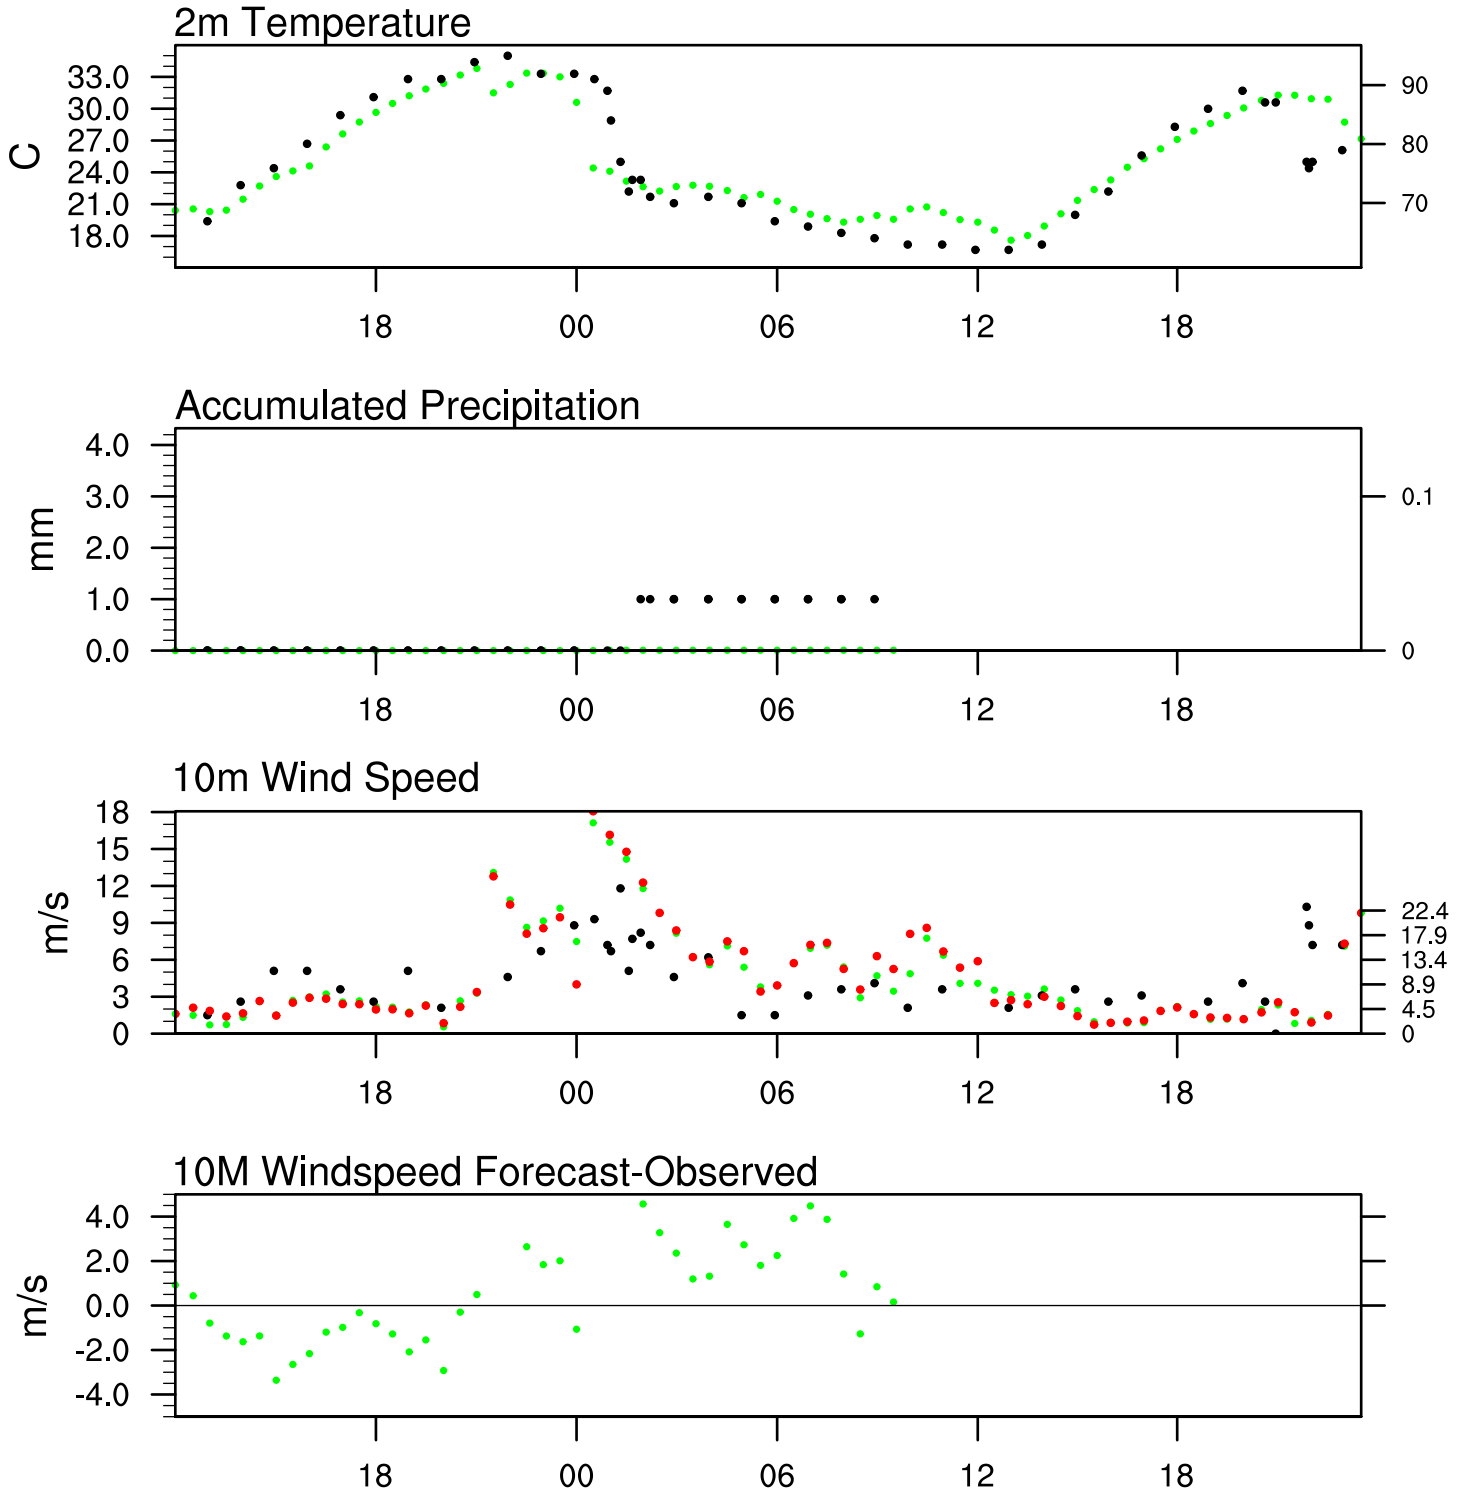 2m Temperature
33.0
30.0
27.0
24.0
21.0
18.0
C
90
80
70
18 00 06 12 18
Accumulated Precipitation
4.0
3.0
2.0
1.0
0.0
mm
0.1
0
18 00 06 12 18
10m Wind Speed
18
15
12
9
6
3
0
m/s
22.4
17.9
13.4
8.9
4.5
0
18 00 06 12 18
10M Windspeed Forecast-Observed
4.0
2.0
0.0
-2.0
-4.0
m/s
18 00 06 12 18